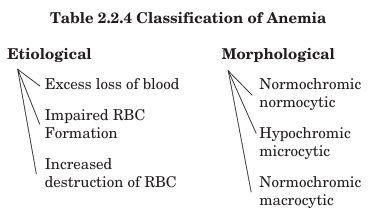 Table 2.2.4 Classification of Anemia
Etiological
Excess loss of blood
Impaired RBC
Formation
Increased
destruction of RBC
Morphological
Normochromic
normocytic
Hypochromic
microcytic
Normochromic
macrocytic